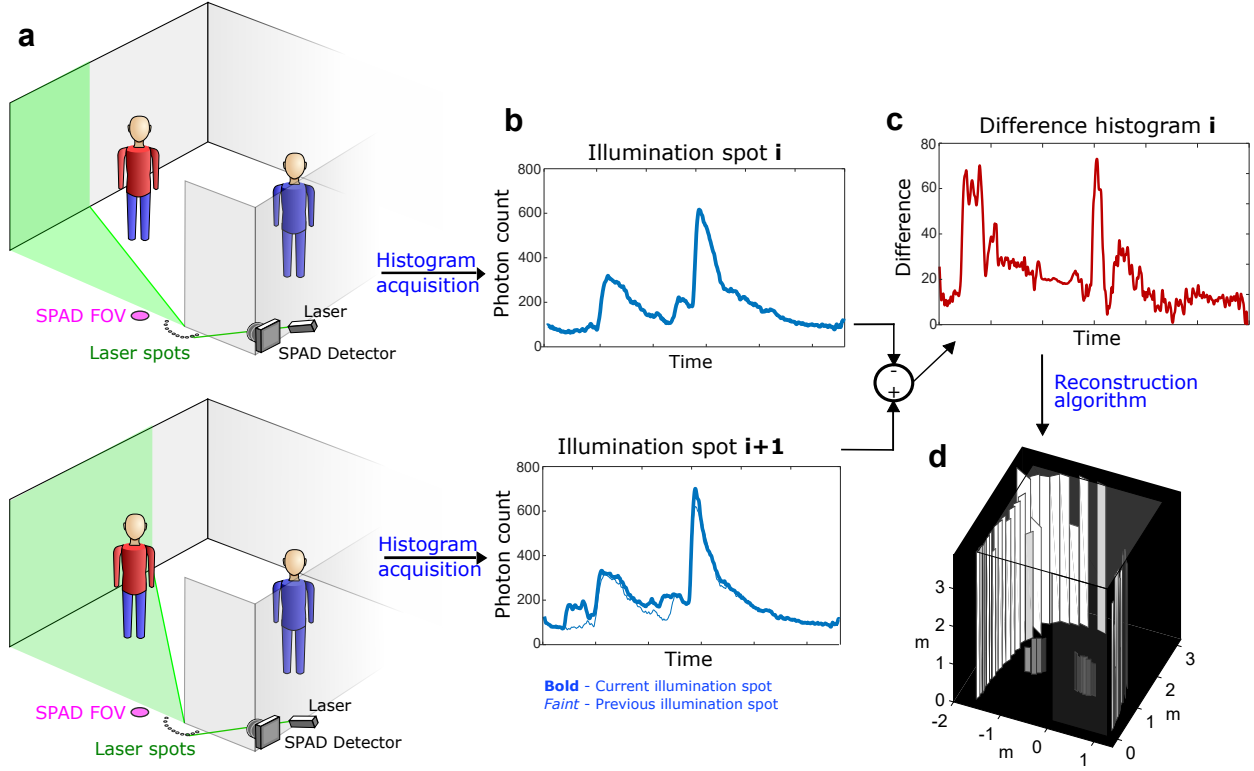 a
SPAD FOV
Laser spots
Laser
SPAD Detector
Histogram
acquisition
b
Illumination spot i
Photon count
800
600
400
200
0
Time
c
Difference histogram i
Difference
80
60
40
20
0
Time
-
+
Reconstruction
algorithm
SPAD FOV
Laser spots
Laser
SPAD Detector
Histogram
acquisition
Illumination spot i+1
Photon count
800
600
400
200
0
Time
Bold - Current illumination spot
Faint - Previous illumination spot
d
3
2
m
1
0
-2
-1
m
0
1
0
1
m
2
3